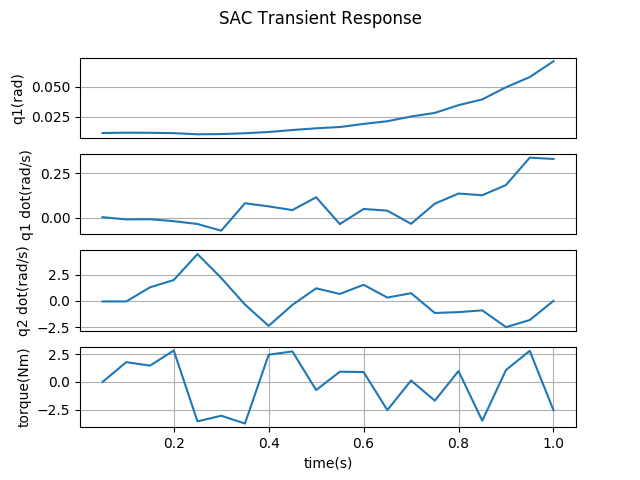 SAC Transient Response
q1(rad)
0.050
0.025
q1 dot(rad/s)
0.25
0.00
q2 dot(rad/s)
2.5
0.0
−2.5
torque(Nm)
2.5
0.0
−2.5
0.2 0.4 0.6 0.8 1.0
time(s)